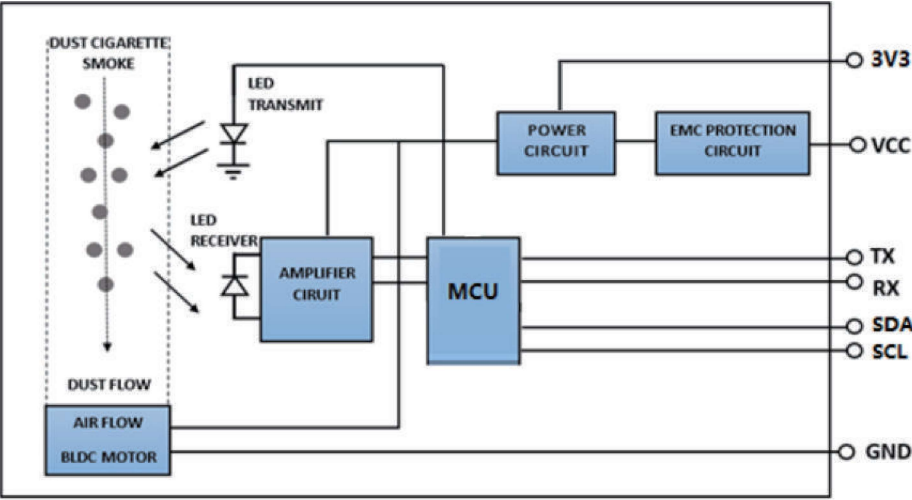 DUST CIGARETTE
SMOKE
LED
TRANSMIT
3V3
POWER
CIRCUIT
EMC PROTECTION
CIRCUIT
VCC
LED
RECEIVER
AMPLIFIER
CIRUIT
MCU
TX
RX
SDA
SCL
DUST FLOW
AIR FLOW
BLDC MOTOR
GND